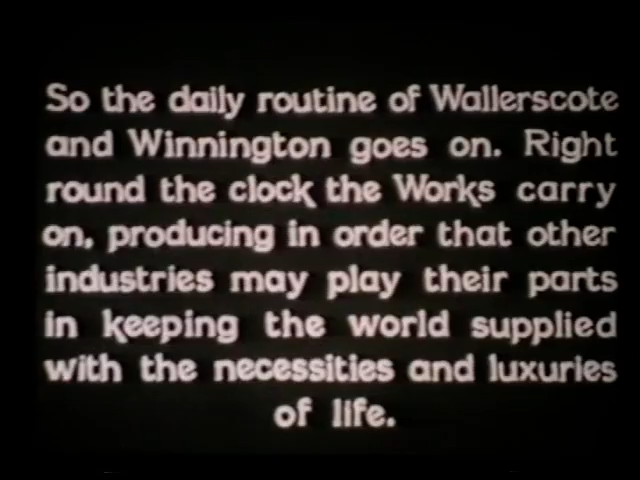 So the daily routine of Wallerscote
and Winnington goes on. Right
round the clock the Works carry
on, producing in order that other
industries may play their parts
in keeping the world supplied
with the necessities and luxuries
of life.